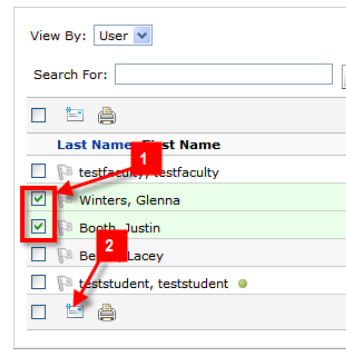 View By: User
Search For:
Last Name, First Name
1
testfaculty, testfaculty
Winters, Glenna
Booth, Justin
2
Lacey
teststudent, teststudent